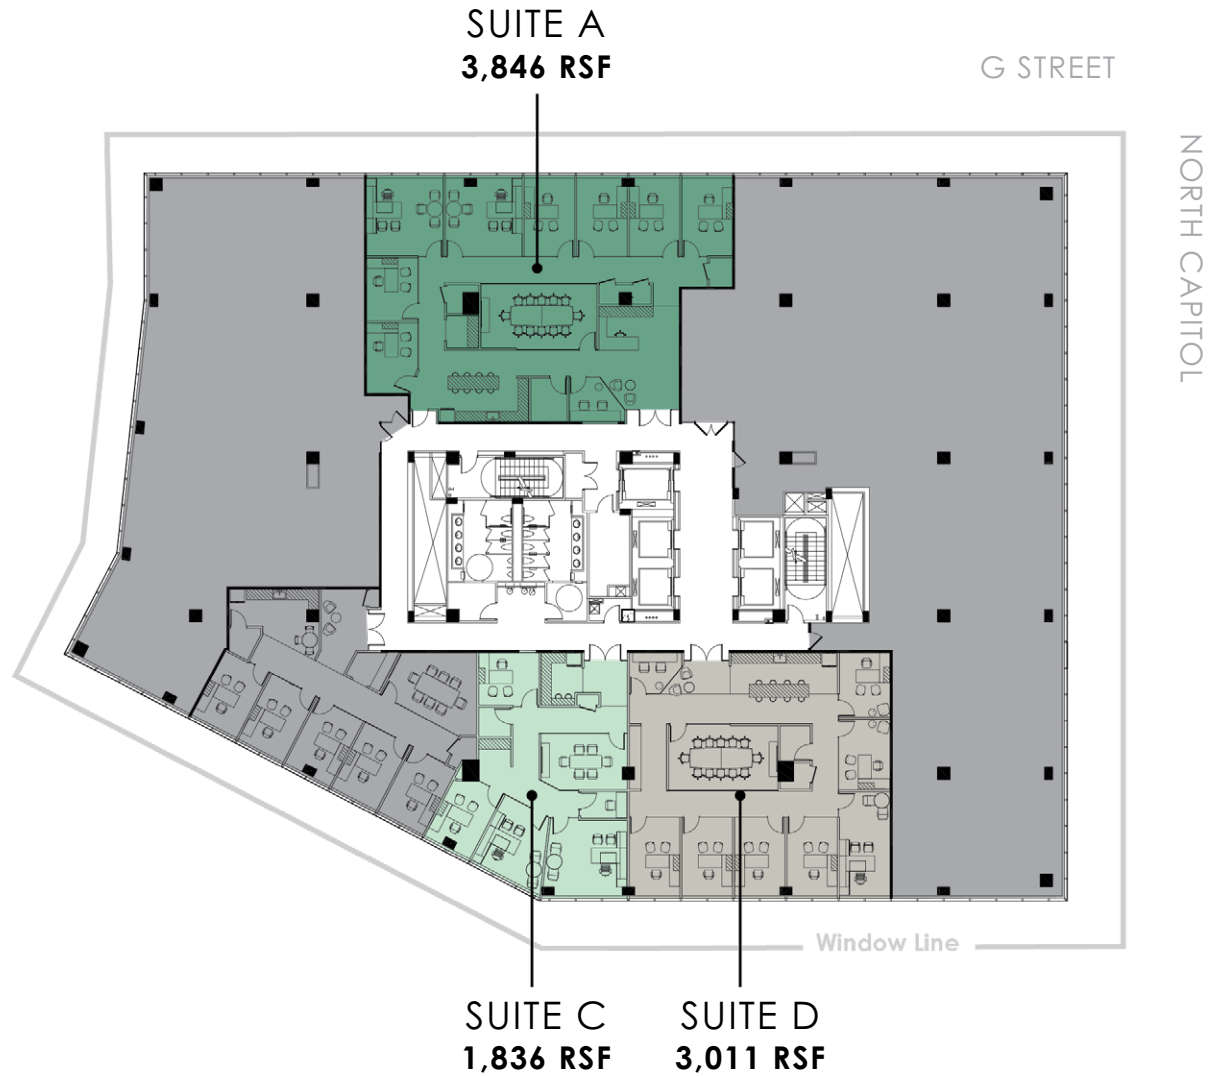 SUITE A
3,846 RSF
G STREET
NORTH CAPITOL
Window Line
SUITE C
1,836 RSF
SUITE D
3,011 RSF